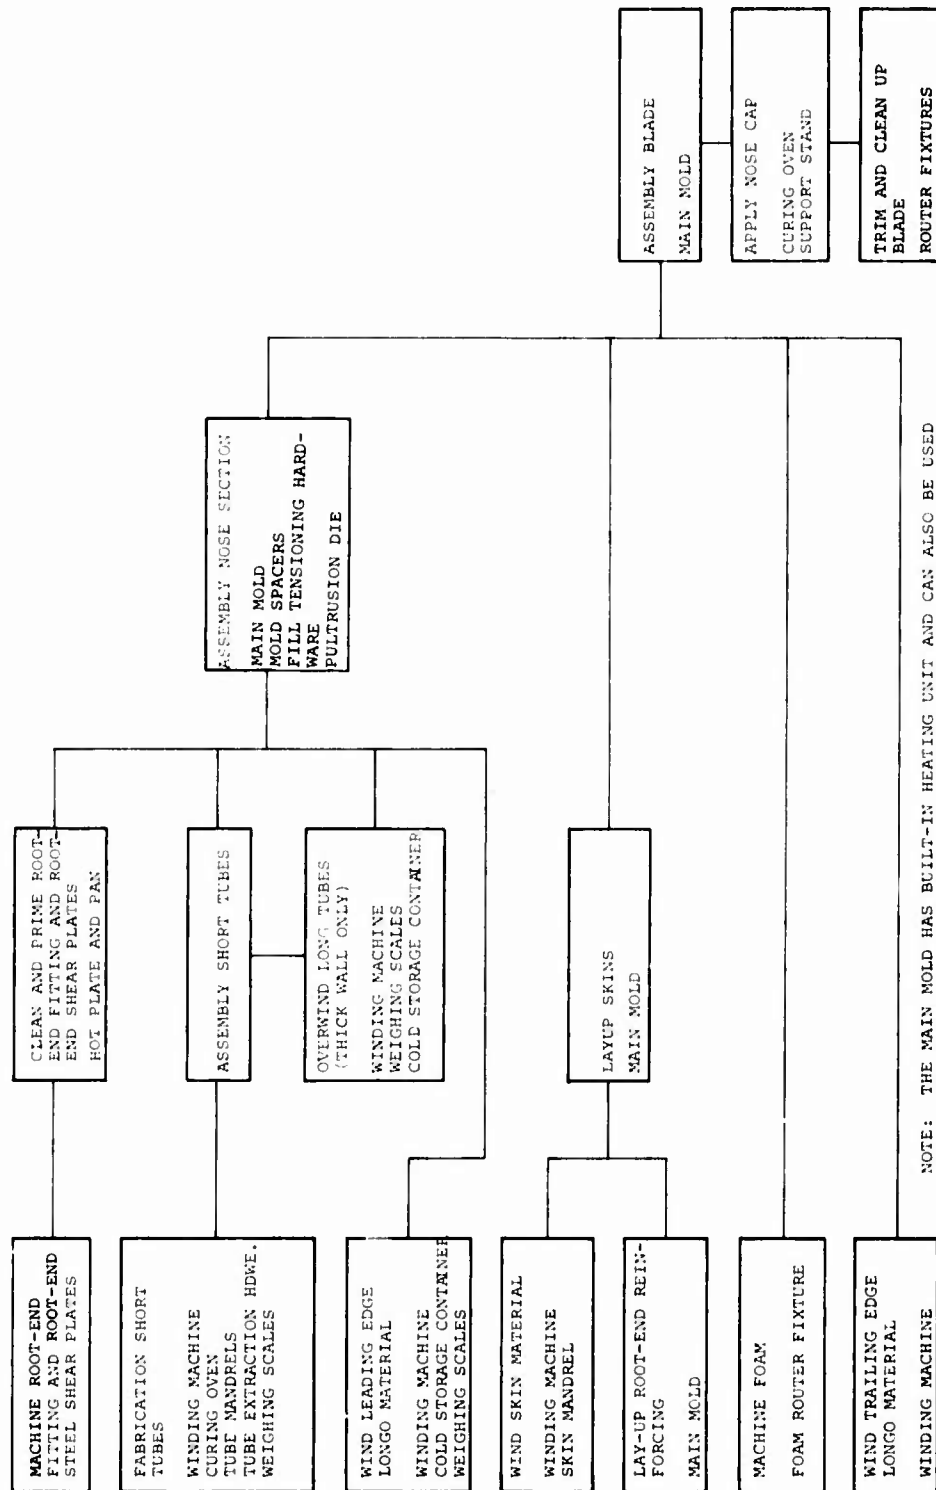 MACHINE ROOT-END
FITTING AND ROOT-END
STEEL SHEAR PLATES
FABRICATION SHORT
TUBES
WINDING MACHINE
CURING OVEN
TUBE MANDRELS
TUBE EXTRACTION HDWE.
WEIGHING SCALES
WIND LEADING EDGE
LONGO MATERIAL
WINDING MACHINE
COLD STORAGE CONTAINER
WEIGHING SCALES
WIND SKIN MATERIAL
WINDING MACHINE
SKIN MANDREL
LAY-UP ROOT-END REIN-
FORCING
MAIN MOLD
MACHINE FOAM
FOAM ROUTER FIXTURE
WIND TRAILING EDGE
LONGO MATERIAL
WINDING MACHINE
CLEAN AND PRIME ROOT-
END FITTING AND ROOT-
END SHEAR PLATES
HOT PLATE AND PAN
ASSEMBLY SHORT TUBES
OVERWIND LONG TUBES
(THICK WALL ONLY)
WINDING MACHINE
WEIGHING SCALES
COLD STORAGE CONTAINER
LAYUP SKINS
MAIN MOLD
ASSEMBLY NOSE SECTION
MAIN MOLD
MOLD SPACERS
FILL TENSIONING HARD-
WARE
PULTRUSION DIE
ASSEMBLY BLADE
MAIN MOLD
APPLY NOSE CAP
CURING OVEN
SUPPORT STAND
TRIM AND CLEAN UP
BLADE
ROUTER FIXTURES
NOTE: THE MAIN MOLD HAS BUILT-IN HEATING UNIT AND CAN ALSO BE USED